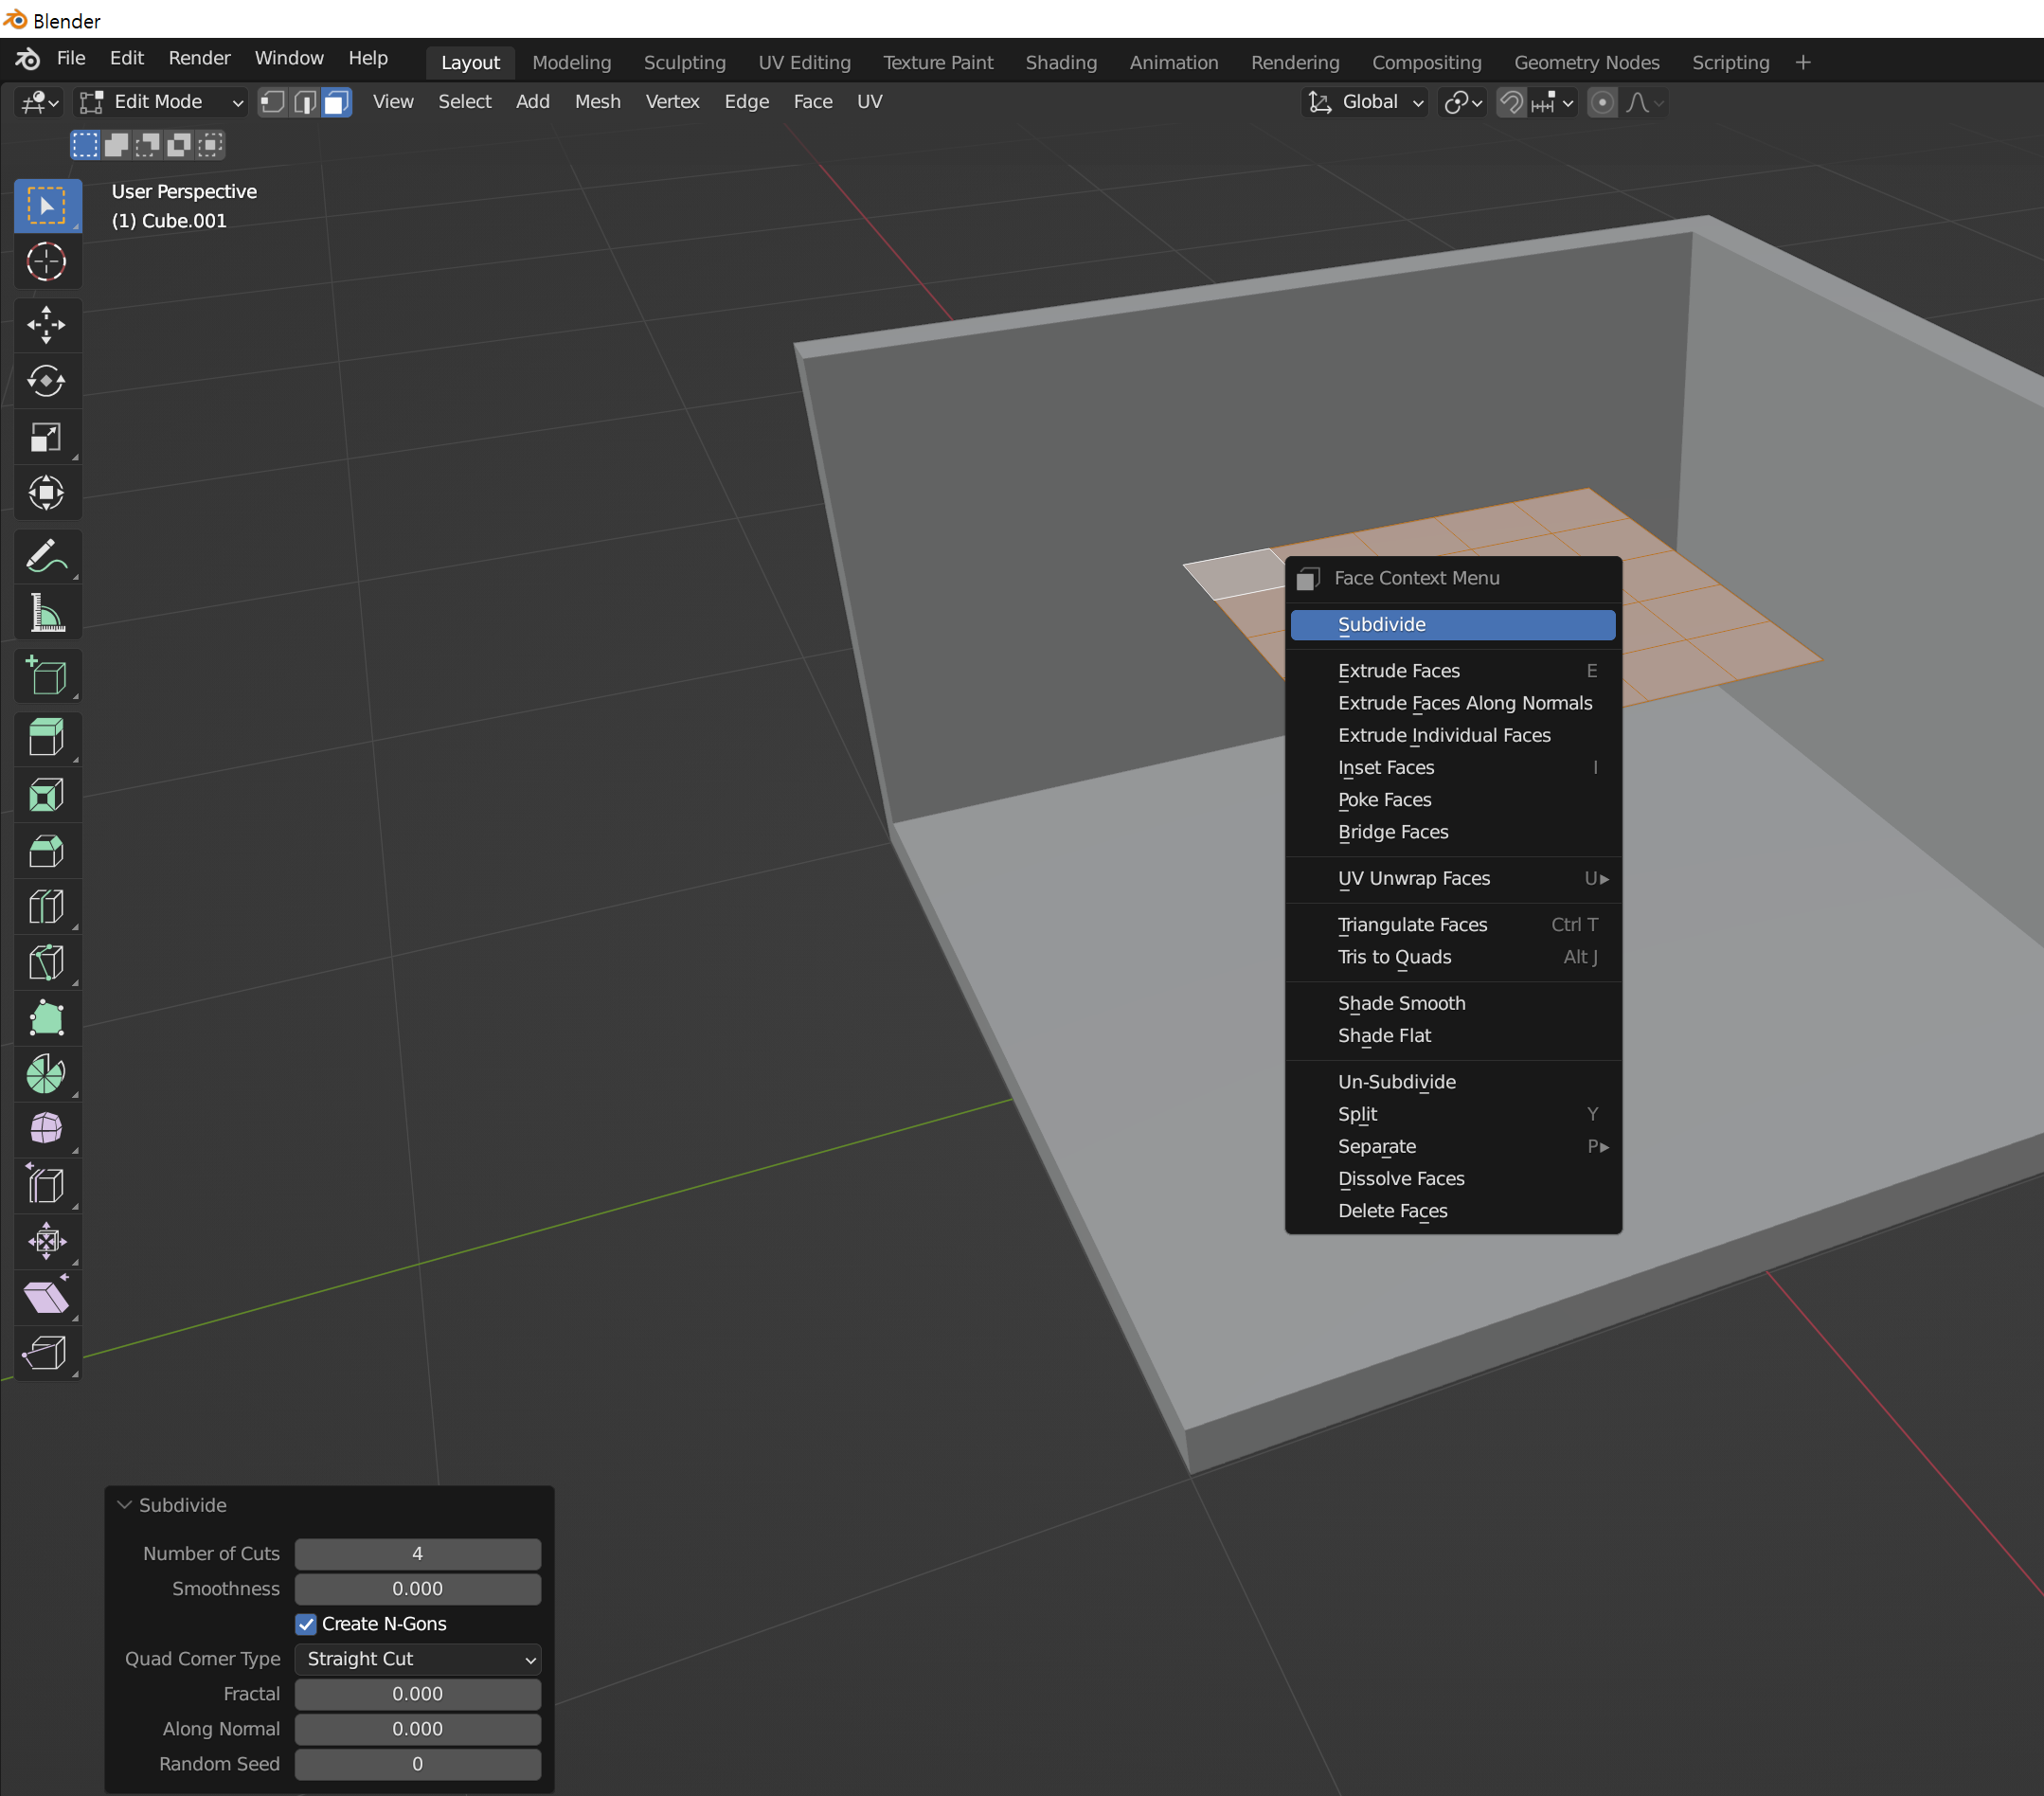 Blender
File Edit Render Window Help Layout Modeling Sculpting UV Editing Texture Paint Shading Animation Rendering Compositing Geometry Nodes Scripting +
Edit Mode View Select Add Mesh Vertex Edge Face UV Global
User Perspective
(1) Cube.001
Face Context Menu
Subdivide
Extrude Faces E
Extrude Faces Along Normals
Extrude Individual Faces
Inset Faces I
Poke Faces
Bridge Faces
UV Unwrap Faces U
Triangulate Faces Ctrl T
Tris to Quads Alt J
Shade Smooth
Shade Flat
Un-Subdivide
Split Y
Separate P
Dissolve Faces
Delete Faces
Subdivide
Number of Cuts 4
Smoothness 0.000
Create N-Gons
Quad Corner Type Straight Cut
Fractal 0.000
Along Normal 0.000
Random Seed 0